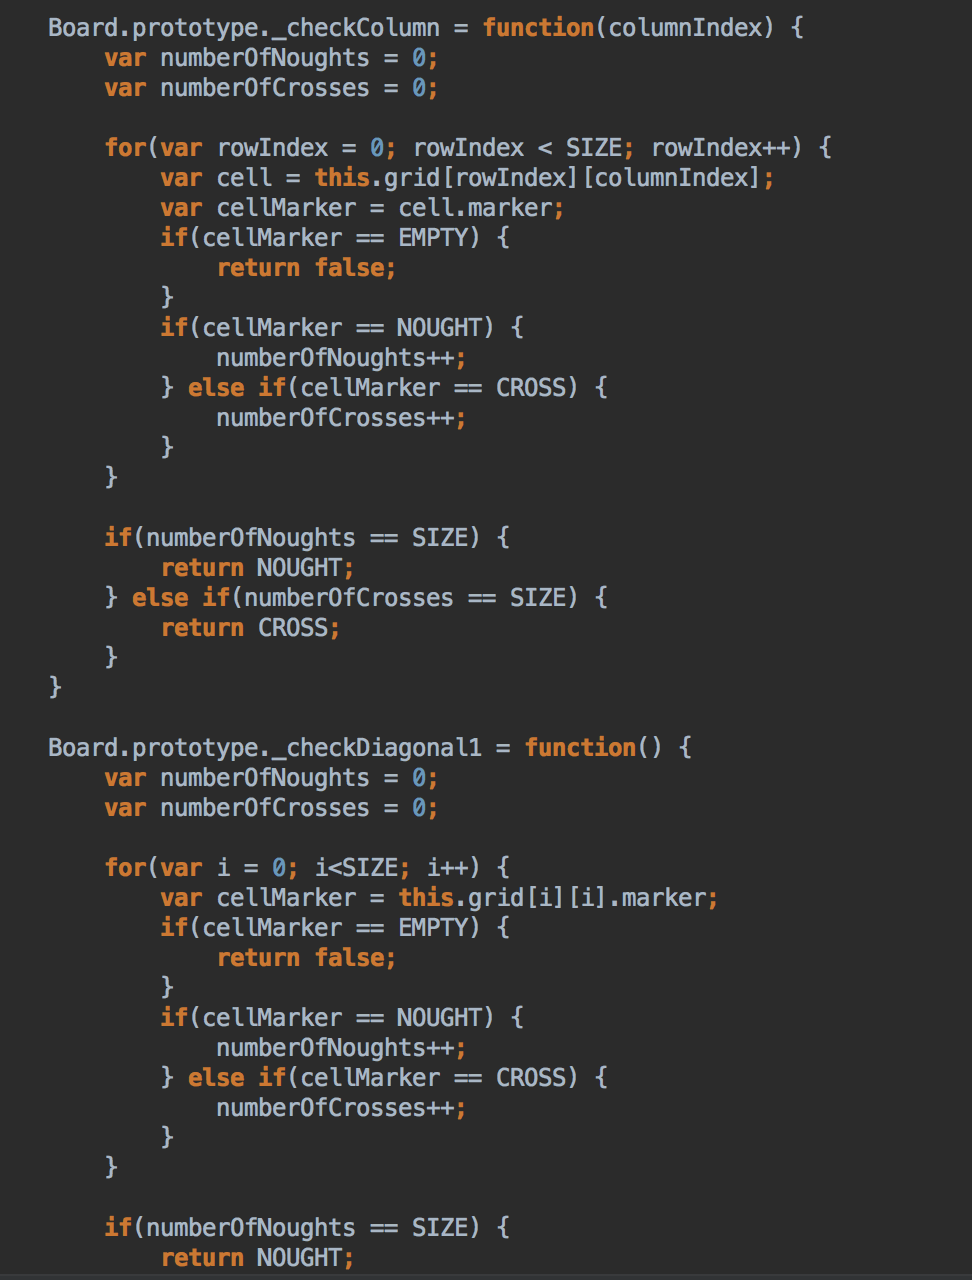 Board.prototype._checkColumn = function(columnIndex) {
    var numberOfNoughts = 0;
    var numberOfCrosses = 0;

    for(var rowIndex = 0; rowIndex < SIZE; rowIndex++) {
        var cell = this.grid[rowIndex][columnIndex];
        var cellMarker = cell.marker;
        if(cellMarker == EMPTY) {
            return false;
        }
        if(cellMarker == NOUGHT) {
            numberOfNoughts++;
        } else if(cellMarker == CROSS) {
            numberOfCrosses++;
        }
    }

    if(numberOfNoughts == SIZE) {
        return NOUGHT;
    } else if(numberOfCrosses == SIZE) {
        return CROSS;
    }
}

Board.prototype._checkDiagonal1 = function() {
    var numberOfNoughts = 0;
    var numberOfCrosses = 0;

    for(var i = 0; i<SIZE; i++) {
        var cellMarker = this.grid[i][i].marker;
        if(cellMarker == EMPTY) {
            return false;
        }
        if(cellMarker == NOUGHT) {
            numberOfNoughts++;
        } else if(cellMarker == CROSS) {
            numberOfCrosses++;
        }
    }

    if(numberOfNoughts == SIZE) {
        return NOUGHT;